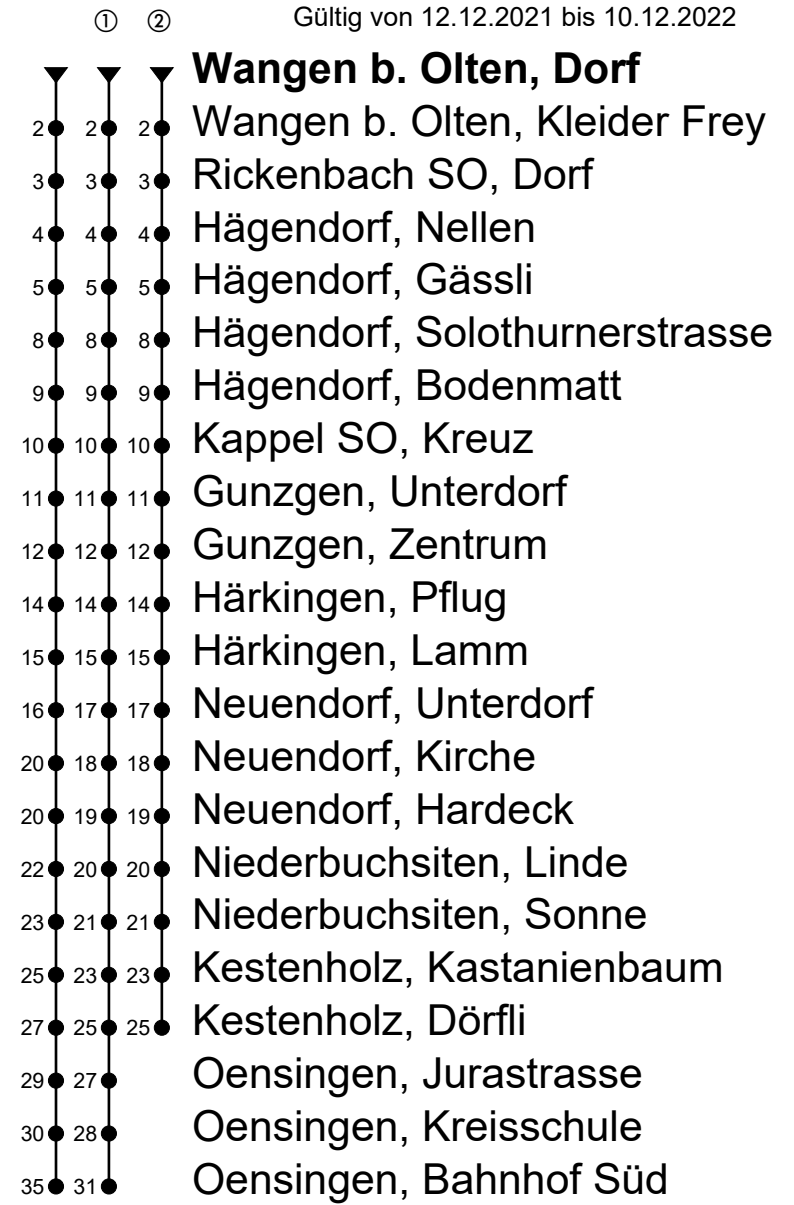 ① ② Gültig von 12.12.2021 bis 10.12.2022
Wangen b. Olten, Dorf
2 2 2 Wangen b. Olten, Kleider Frey
3 3 3 Rickenbach SO, Dorf
4 4 4 Hägendorf, Nellen
5 5 5 Hägendorf, Gässli
8 8 8 Hägendorf, Solothurnerstrasse
9 9 9 Hägendorf, Bodenmatt
10 10 10 Kappel SO, Kreuz
11 11 11 Gunzgen, Unterdorf
12 12 12 Gunzgen, Zentrum
14 14 14 Härkingen, Pflug
15 15 15 Härkingen, Lamm
16 17 17 Neuendorf, Unterdorf
20 18 18 Neuendorf, Kirche
20 19 19 Neuendorf, Hardeck
22 20 20 Niederbuchsiten, Linde
23 21 21 Niederbuchsiten, Sonne
25 23 23 Kestenholz, Kastanienbaum
27 25 25 Kestenholz, Dörfli
29 27 Oensingen, Jurastrasse
30 28 Oensingen, Kreisschule
35 31 Oensingen, Bahnhof Süd